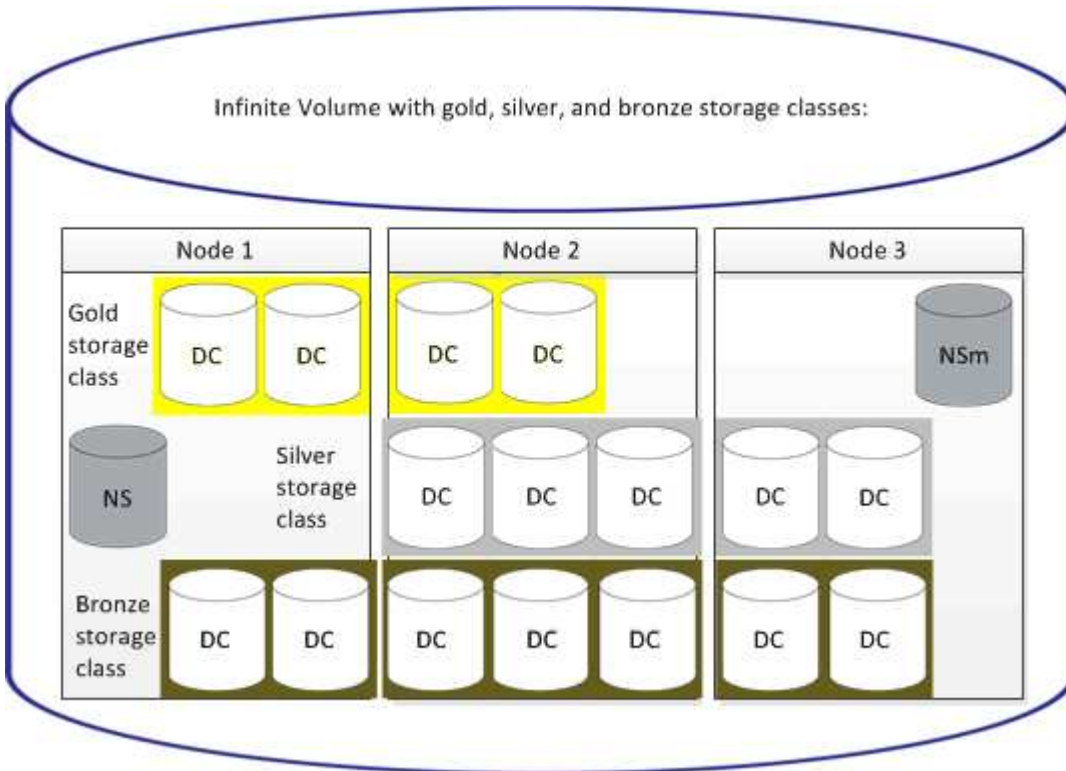 Infinite Volume with gold, silver, and bronze storage classes:
Node 1
Node 2
Node 3
Gold
storage
class
DC
DC
DC
DC
NSm
NS
Silver
storage
class
DC
DC
DC
DC
DC
Bronze
storage
class
DC
DC
DC
DC
DC
DC
DC